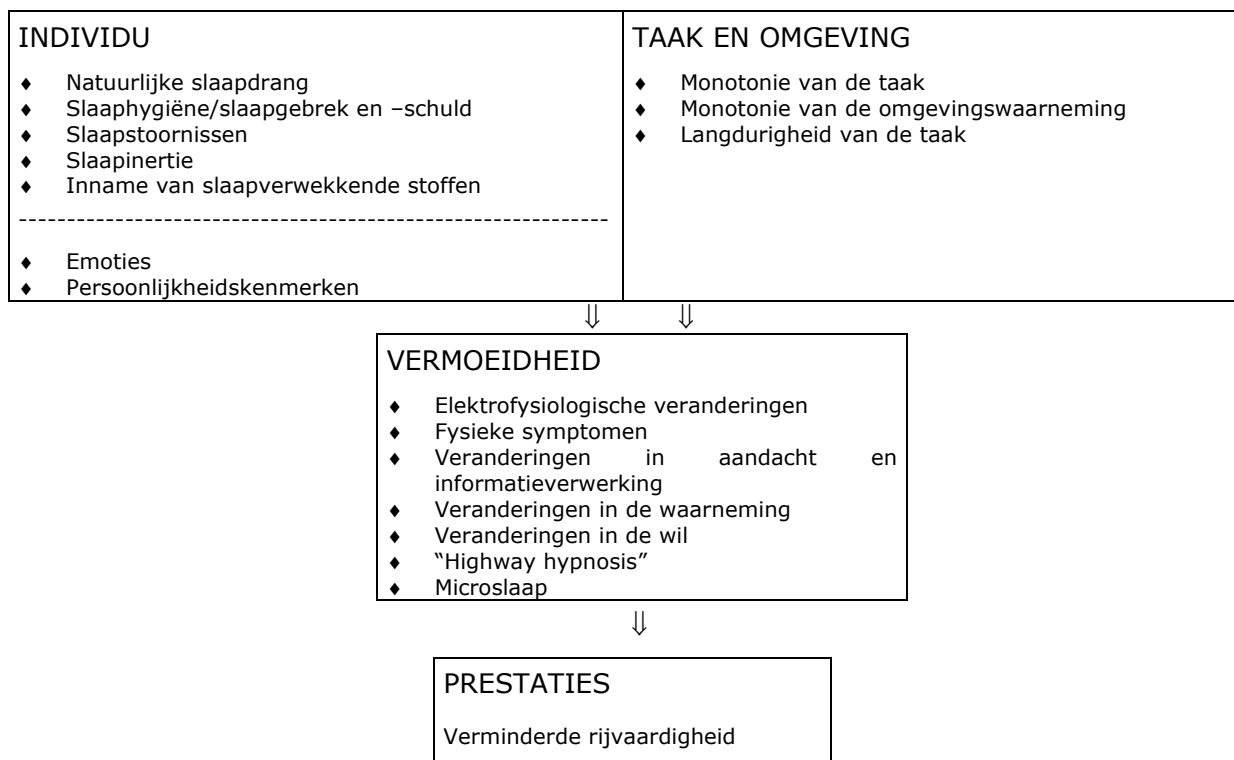 INDIVIDU
♦ Natuurlijke slaapdrang
♦ Slaaphygiëne/slaapgebrek en –schuld
♦ Slaapstoornissen
♦ Slaapinertie
♦ Inname van slaapverwekkende stoffen
------------------------------------------------------------
♦ Emoties
♦ Persoonlijkheidskenmerken
TAAK EN OMGEVING
♦ Monotonie van de taak
♦ Monotonie van de omgevingswaarneming
♦ Langdurigheid van de taak
⇓ ⇓
VERMOEIDHEID
♦ Elektrofysiologische veranderingen
♦ Fysieke symptomen
♦ Veranderingen in aandacht en
informatieverwerking
♦ Veranderingen in de waarneming
♦ Veranderingen in de wil
♦ “Highway hypnosis”
♦ Microslaap
⇓
PRESTATIES
Verminderde rijvaardigheid